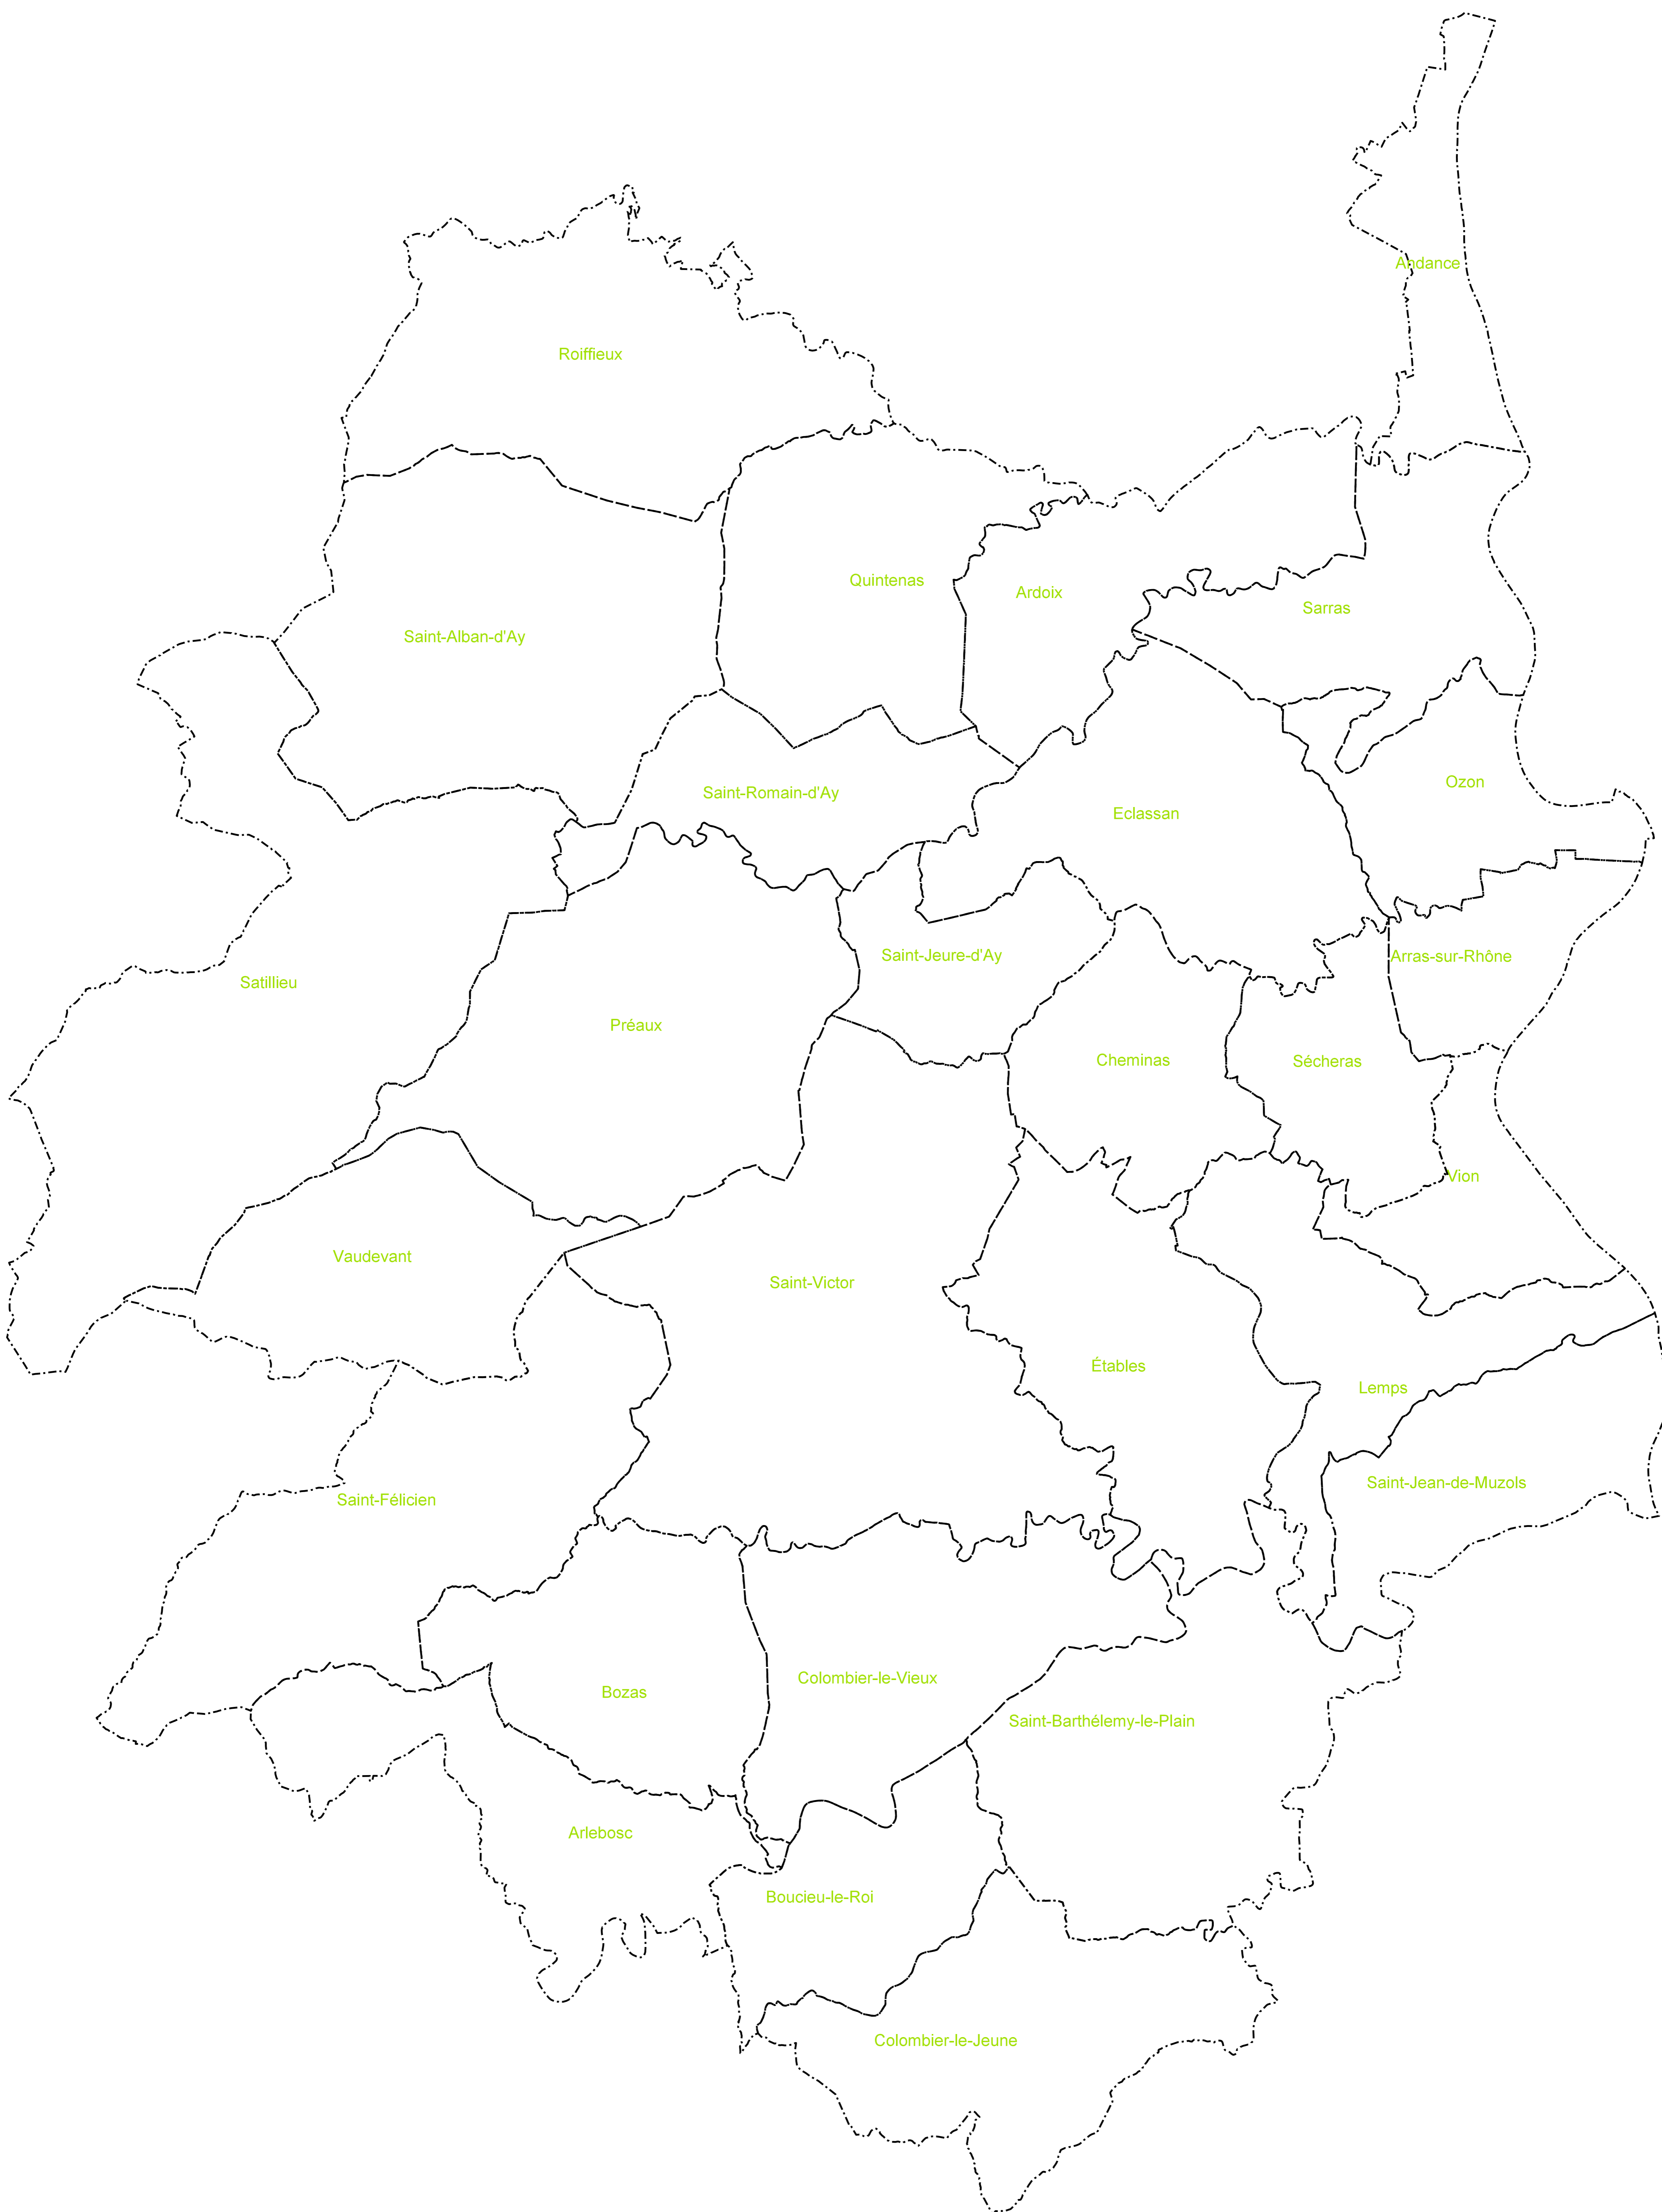 Andance
Roiffieux
Quintenas
Ardoix
Sarras
Saint-Alban-d'Ay
Ozon
Saint-Romain-d'Ay
Eclassan
Saint-Jeure-d'Ay
Arras-sur-Rhône
Satillieu
Préaux
Cheminas
Sécheras
Vion
Vaudevant
Saint-Victor
Étables
Lemps
Saint-Jean-de-Muzols
Saint-Félicien
Colombier-le-Vieux
Bozas
Saint-Barthélemy-le-Plain
Arlebosc
Boucieu-le-Roi
Colombier-le-Jeune